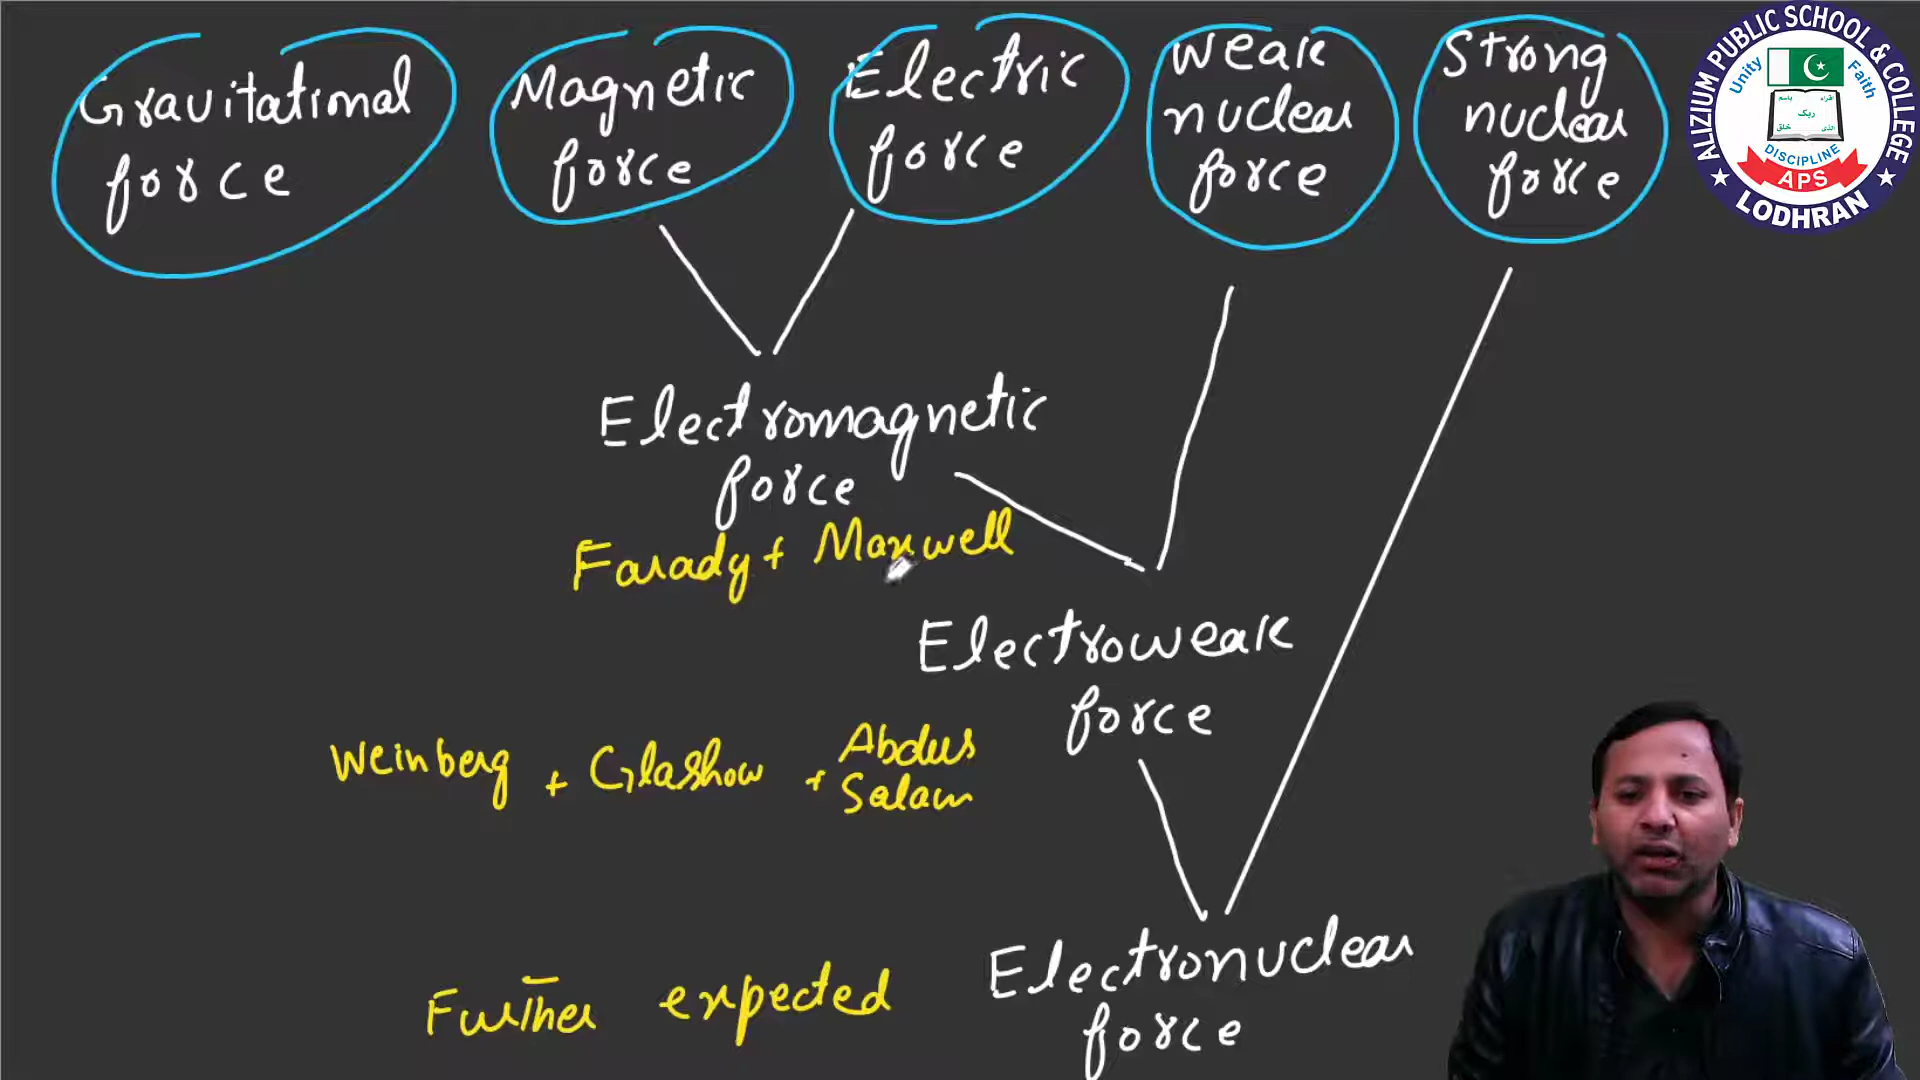 Gravitational
force
Magnetic
force
Electric
force
Weak
nuclear
force
Strong
nuclear
force
ALIZIUM PUBLIC SCHOOL & COLLEGE
Unity
Faith
DISCIPLINE
APS
★ LODHRAN ★
Electromagnetic
force
Farady + Maxwell
Electroweak
force
Weinberg + Glashow + Abdus
Salam
Further expected
Electronuclear
force